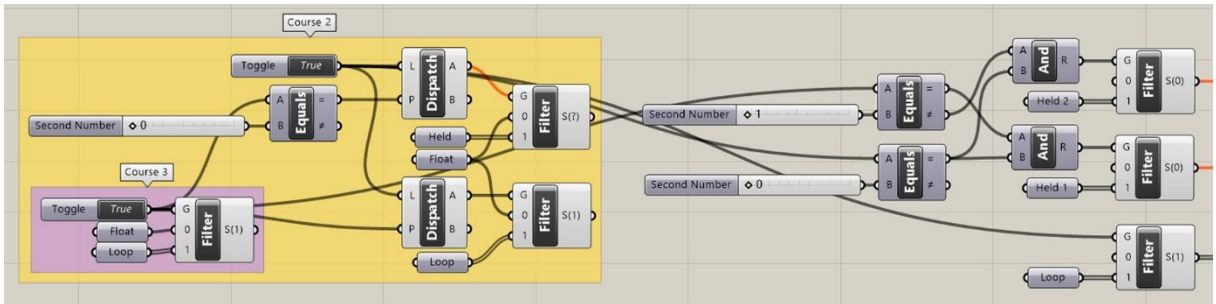 Course 2
Toggle True
L A
P B
Dispatch
A =
B ≠
Equals
Second Number ◇ 0
G
0 S(?)
1
Filter
Held
Float
Course 3
Toggle True
Float
Loop
G
0 S(1)
1
Filter
L A
P B
Dispatch
G
0 S(1)
1
Filter
Loop
Second Number ◇ 1
A =
B ≠
Equals
Second Number ◇ 0
A =
B ≠
Equals
A R
B
And
Held 2
G
0 S(0)
1
Filter
A R
B
And
Held 1
G
0 S(0)
1
Filter
Loop
G
0 S(1)
1
Filter